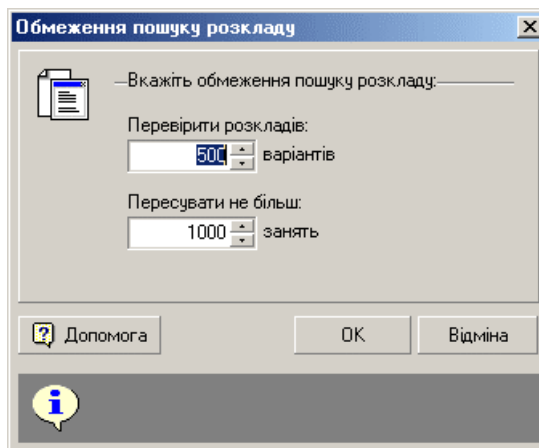 Обмеження пошуку розкладу
Вкажіть обмеження пошуку розкладу:
Перевірити розкладів:
500 варіантів
Пересувати не більш:
1000 занять
Допомога OK Відміна